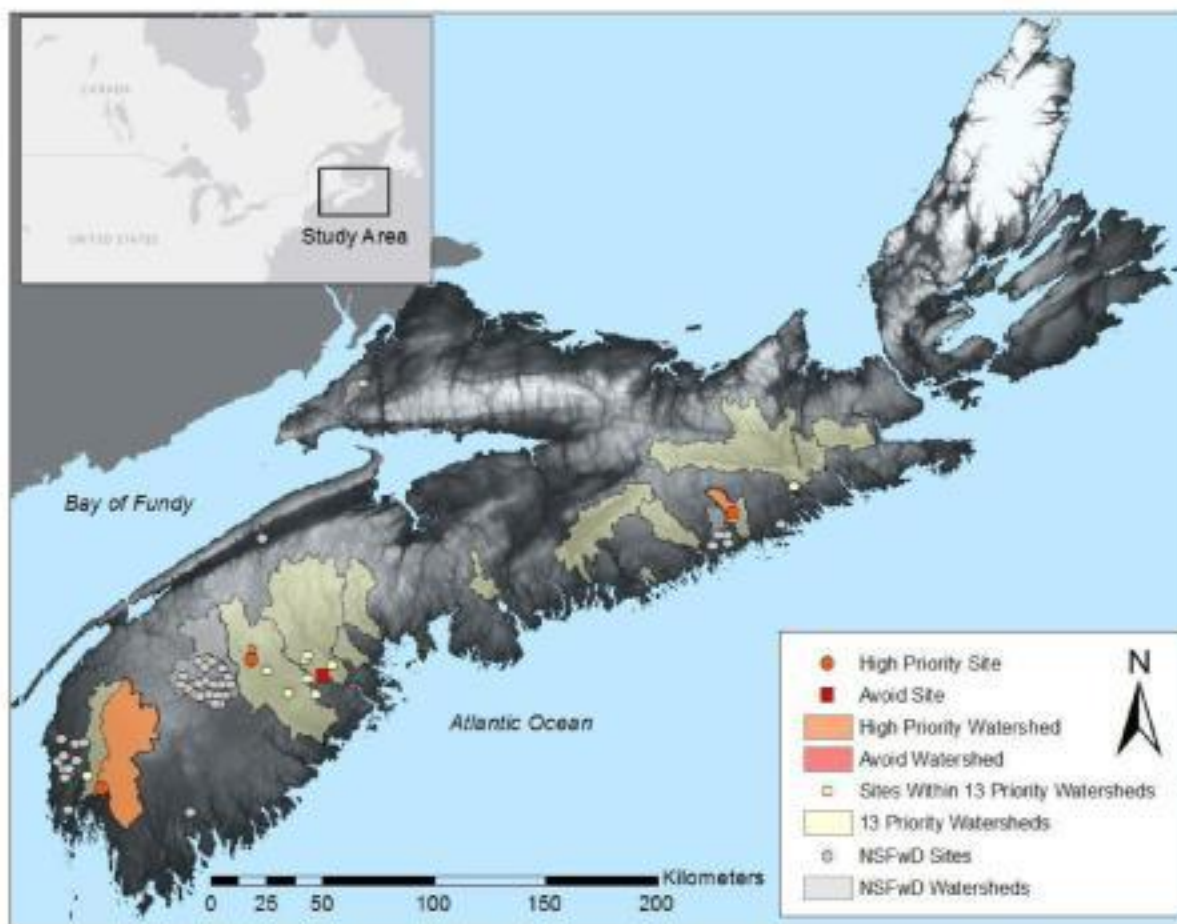 CANADA
UNITED STATES
Study Area
Bay of Fundy
Atlantic Ocean
N
High Priority Site
Avoid Site
High Priority Watershed
Avoid Watershed
Sites Within 13 Priority Watersheds
13 Priority Watersheds
NSFwD Sites
NSFwD Watersheds
Kilometers
0 25 50 100 150 200